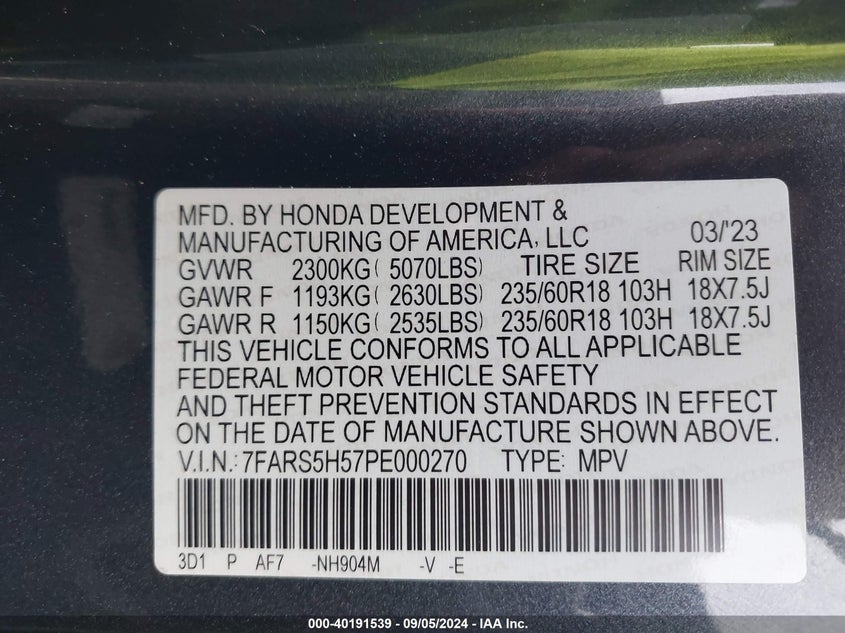 MFD. BY HONDA DEVELOPMENT &
MANUFACTURING OF AMERICA, LLC 03/'23
GVWR 2300KG( 5070LBS) TIRE SIZE RIM SIZE
GAWR F 1193KG( 2630LBS) 235/60R18 103H 18X7.5J
GAWR R 1150KG( 2535LBS) 235/60R18 103H 18X7.5J
THIS VEHICLE CONFORMS TO ALL APPLICABLE
FEDERAL MOTOR VEHICLE SAFETY
AND THEFT PREVENTION STANDARDS IN EFFECT
ON THE DATE OF MANUFACTURE SHOWN ABOVE.
V.I.N.: 7FARS5H57PE000270 TYPE: MPV
3D1 P AF7 -NH904M -V -E
000-40191539 - 09/05/2024 - IAA Inc.